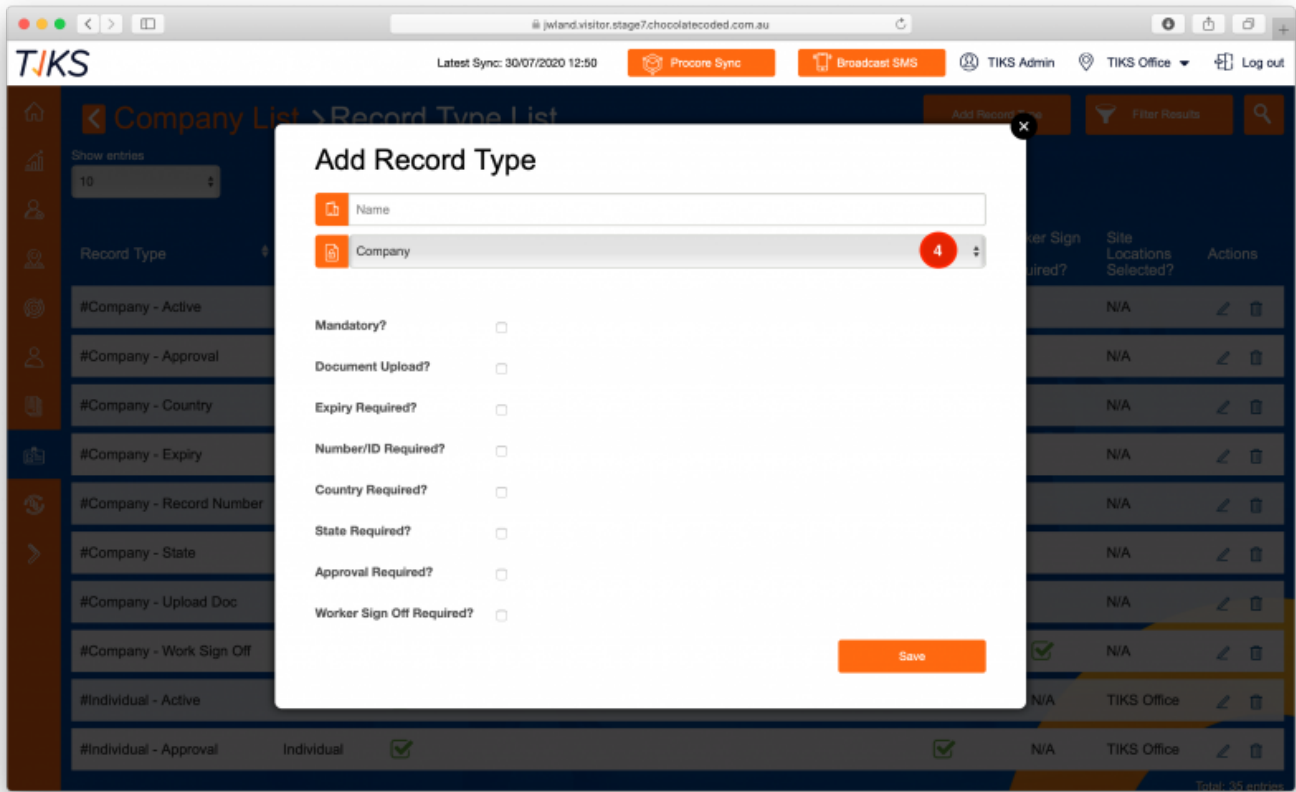 jwland.visitor.stage7.chocolatecoded.com.au
TIKS
Latest Sync: 30/07/2020 12:50
Procore Sync
Broadcast SMS
TIKS Admin
TIKS Office
Log out
Company List > Record Type List
Add Record
Filter Results
Show entries
10
Record Type
ker Sign
uired?
Site
Locations
Selected?
Actions
Add Record Type
Name
Company
4
Mandatory?
Document Upload?
Expiry Required?
Number/ID Required?
Country Required?
State Required?
Approval Required?
Worker Sign Off Required?
Save
#Company - Active
N/A
#Company - Approval
N/A
#Company - Country
N/A
#Company - Expiry
N/A
#Company - Record Number
N/A
#Company - State
N/A
#Company - Upload Doc
N/A
#Company - Work Sign Off
N/A
#Individual - Active
N/A
TIKS Office
#Individual - Approval
Individual
N/A
TIKS Office
Total: 35 entries